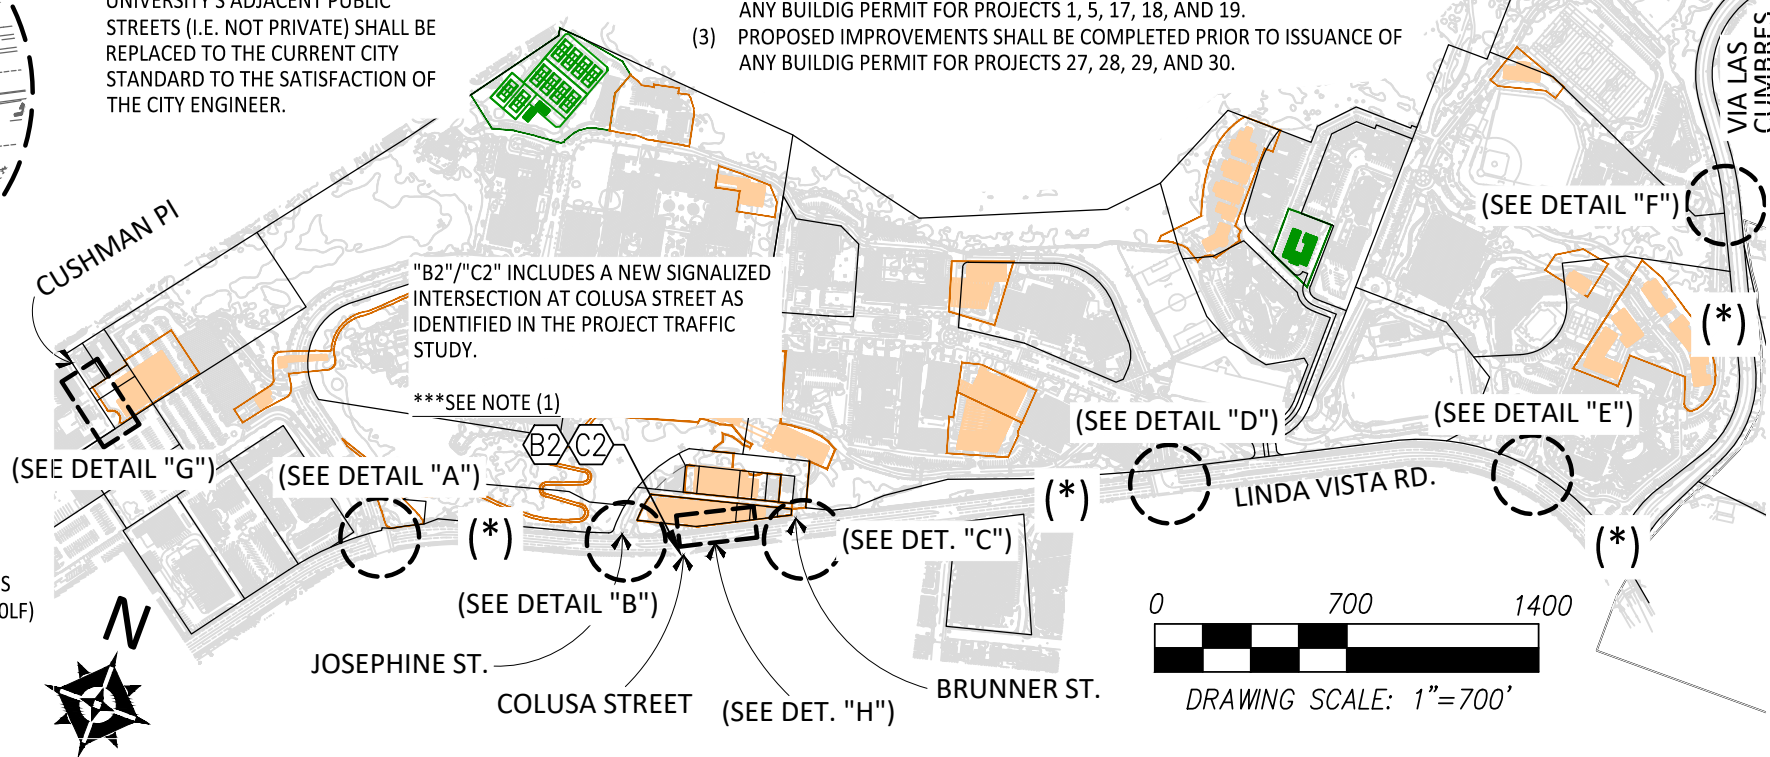 UNIVERSITY'S ADJACENT PUBLIC
STREETS (I.E. NOT PRIVATE) SHALL BE
REPLACED TO THE CURRENT CITY
STANDARD TO THE SATISFACTION OF
THE CITY ENGINEER.
ANY BUILDIG PERMIT FOR PROJECTS 1, 5, 17, 18, AND 19.
(3) PROPOSED IMPROVEMENTS SHALL BE COMPLETED PRIOR TO ISSUANCE OF
ANY BUILDIG PERMIT FOR PROJECTS 27, 28, 29, AND 30.
VIA LAS
CUMBRES
(SEE DETAIL "F")
CUSHMAN Pl
"B2"/"C2" INCLUDES A NEW SIGNALIZED
INTERSECTION AT COLUSA STREET AS
IDENTIFIED IN THE PROJECT TRAFFIC
STUDY.
***SEE NOTE (1)
(*)
B2
C2
(SEE DETAIL "D")
(SEE DETAIL "E")
(SEE DETAIL "G")
(SEE DETAIL "A")
(*)
(*)
LINDA VISTA RD.
(SEE DET. "C")
(*)
S
OLF)
(SEE DETAIL "B")
N
JOSEPHINE ST.
COLUSA STREET
(SEE DET. "H")
BRUNNER ST.
0 700 1400
DRAWING SCALE: 1"=700'